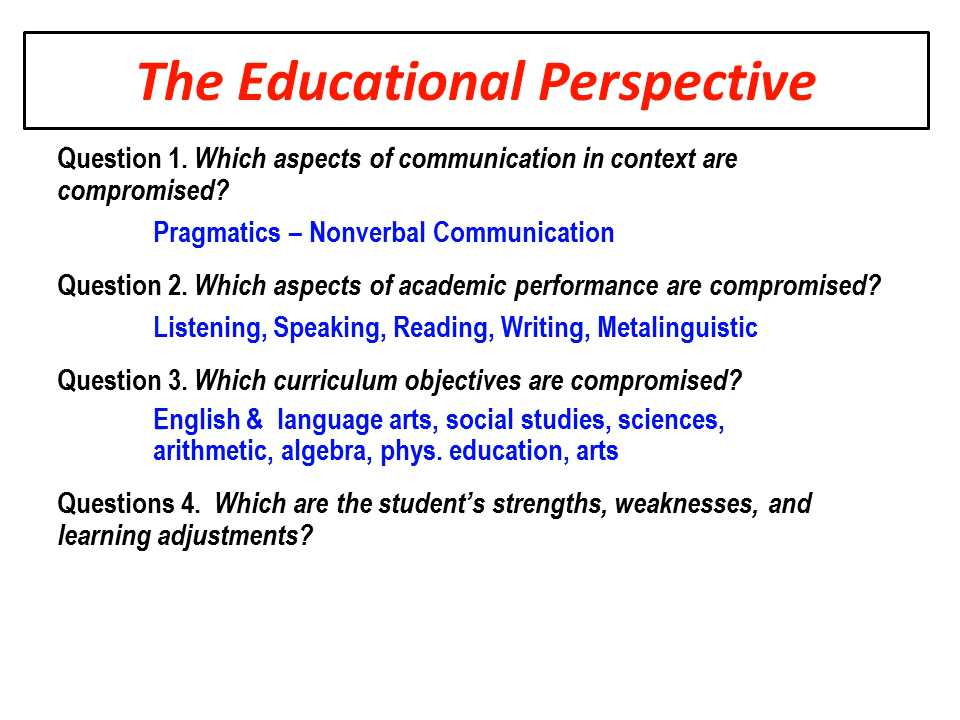 The Educational Perspective
Question 1. Which aspects of communication in context are
compromised?
Pragmatics – Nonverbal Communication
Question 2. Which aspects of academic performance are compromised?
Listening, Speaking, Reading, Writing, Metalinguistic
Question 3. Which curriculum objectives are compromised?
English &  language arts, social studies, sciences,
arithmetic, algebra, phys. education, arts
Questions 4.  Which are the student’s strengths, weaknesses, and
learning adjustments?